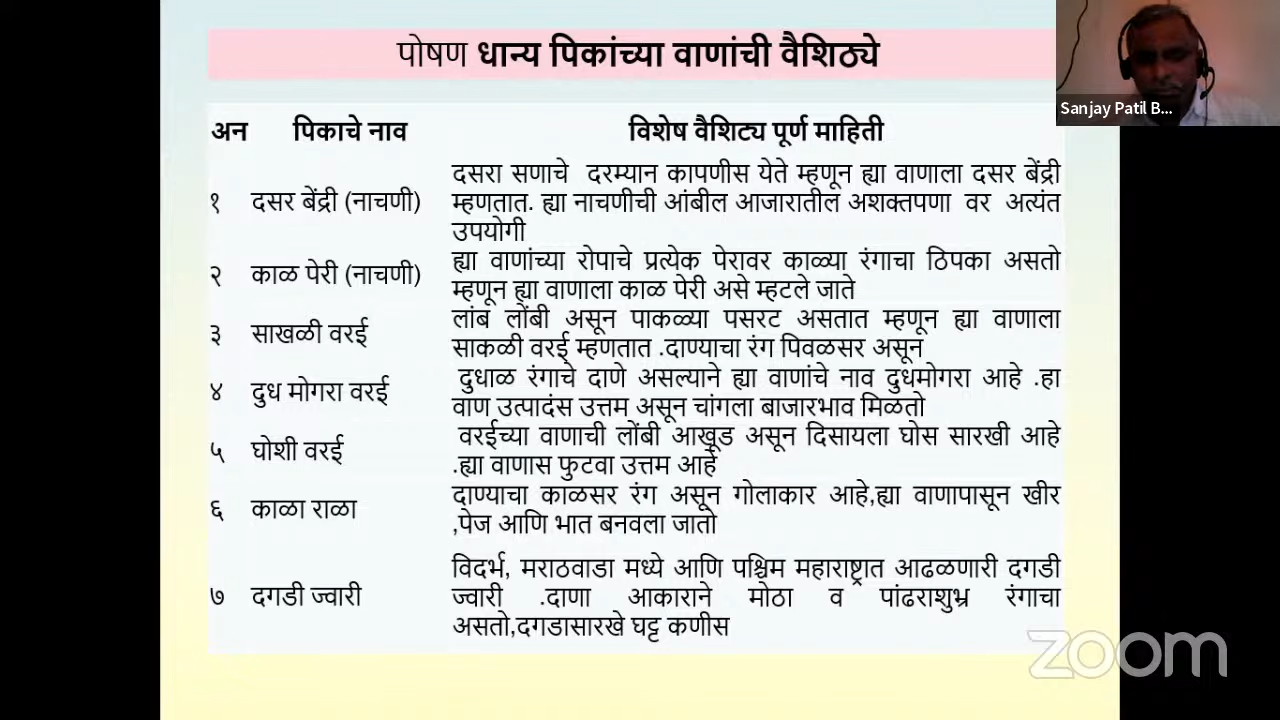 पोषण धान्य पिकांच्या वाणांची वैशिठ्ये
Sanjay Patil B...
अन पिकाचे नाव विशेष वैशिट्य पूर्ण माहिती
१ दसर बेंद्री (नाचणी)
दसरा सणाचे दरम्यान कापणीस येते म्हणून ह्या वाणाला दसर बेंद्री
म्हणतात. ह्या नाचणीची आंबील आजारातील अशक्तपणा वर अत्यंत
उपयोगी
२ काळ पेरी (नाचणी)
ह्या वाणांच्या रोपाचे प्रत्येक पेरावर काळ्या रंगाचा ठिपका असतो
म्हणून ह्या वाणाला काळ पेरी असे म्हटले जाते
३ साखळी वरई
लांब लोंबी असून पाकळ्या पसरट असतात म्हणून ह्या वाणाला
साकळी वरई म्हणतात .दाण्याचा रंग पिवळसर असून
४ दुध मोगरा वरई
दुधाळ रंगाचे दाणे असल्याने ह्या वाणांचे नाव दुधमोगरा आहे .हा
वाण उत्पादंस उत्तम असून चांगला बाजारभाव मिळतो
५ घोशी वरई
वरईच्या वाणाची लोंबी आखूड असून दिसायला घोस सारखी आहे
.ह्या वाणास फुटवा उत्तम आहे
६ काळा राळा
दाण्याचा काळसर रंग असून गोलाकार आहे,ह्या वाणापासून खीर
,पेज आणि भात बनवला जातो
७ दगडी ज्वारी
विदर्भ, मराठवाडा मध्ये आणि पश्चिम महाराष्ट्रात आढळणारी दगडी
ज्वारी .दाणा आकाराने मोठा व पांढराशुभ्र रंगाचा
असतो,दगडासारखे घट्ट कणीस
zoom